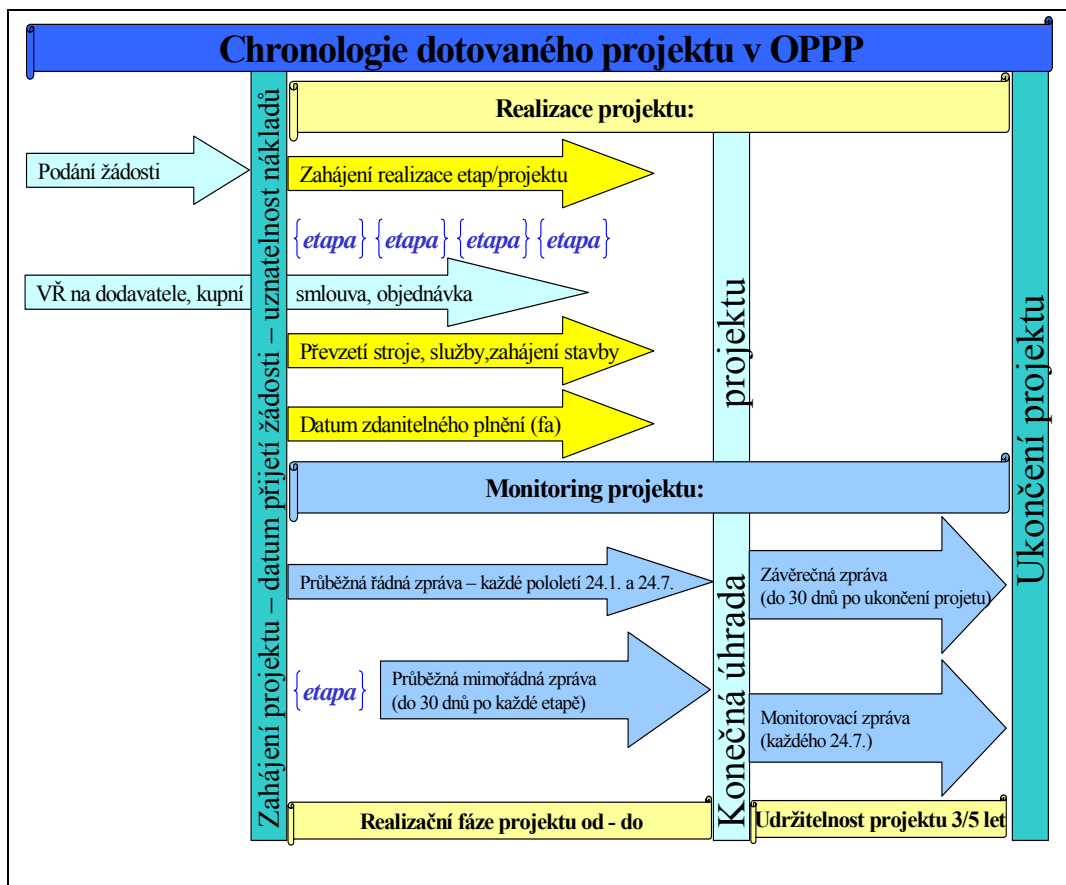 Chronologie dotovaného projektu v OPPP
Zahájení projektu – datum přijetí žádosti – uznatelnost nákladů
Realizace projektu:
Podání žádosti
Zahájení realizace etap/projektu
{etapa} {etapa} {etapa} {etapa}
VŘ na dodavatele, kupní smlouva, objednávka
Převzetí stroje, služby,zahájení stavby
Datum zdanitelného plnění (fa)
Monitoring projektu:
Průběžná řádná zpráva – každé pololetí 24.1. a 24.7.
{etapa}
Průběžná mimořádná zpráva
(do 30 dnů po každé etapě)
Konečná úhrada projektu
Závěrečná zpráva
(do 30 dnů po ukončení projetu)
Monitorovací zpráva
(každého 24.7.)
Realizační fáze projektu od - do
Udržitelnost projektu 3/5 let
Ukončení projektu